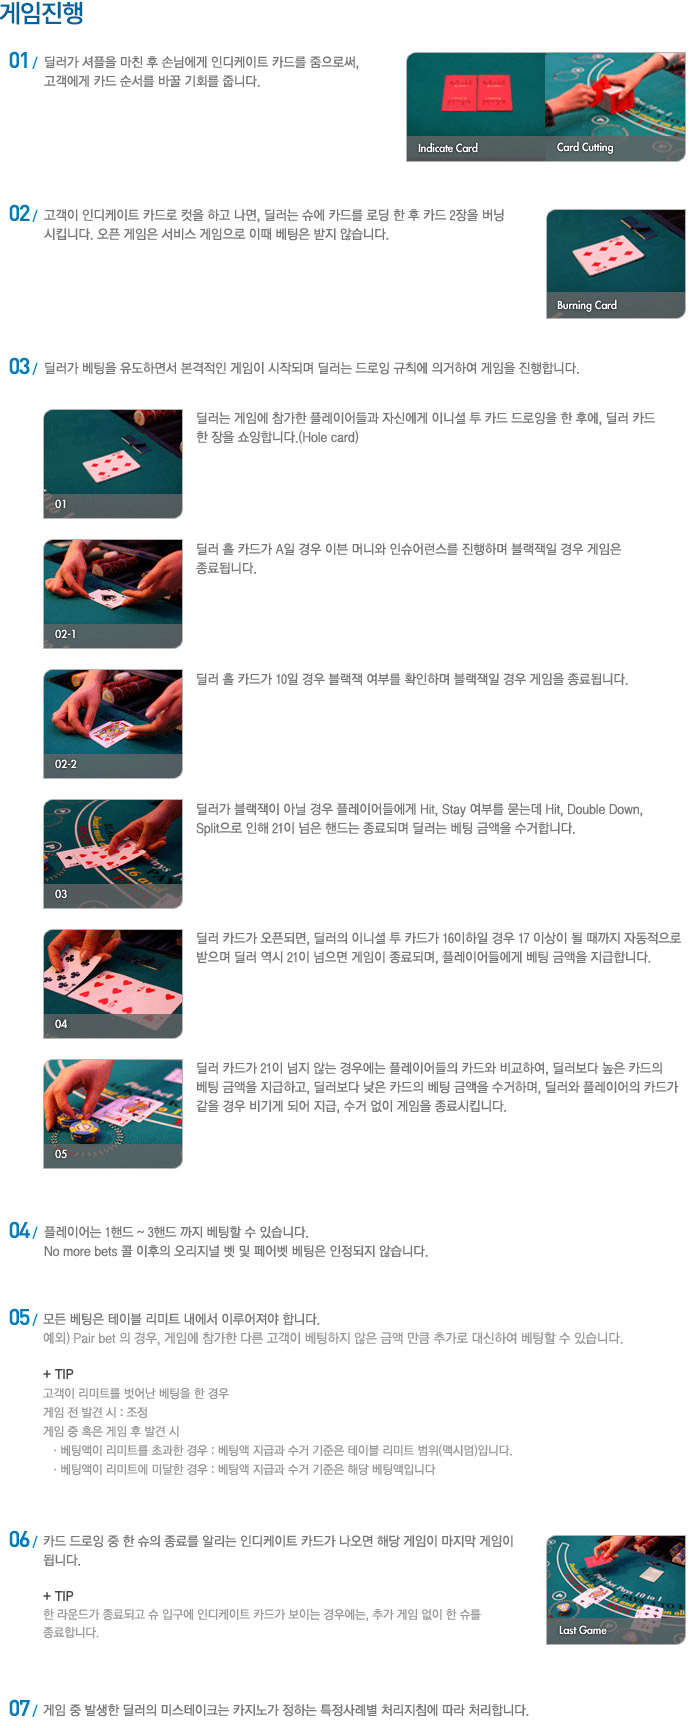 게임진행
01 / 딜러가 셔플을 마친 후 손님에게 인디케이트 카드를 줌으로써,
고객에게 카드 순서를 바꿀 기회를 줍니다.
Indicate Card
Card Cutting
02 / 고객이 인디케이트 카드로 컷을 하고 나면, 딜러는 슈에 카드를 로딩 한 후 카드 2장을 버닝
시킵니다. 오픈 게임은 서비스 게임으로 이때 베팅은 받지 않습니다.
Burning Card
03 / 딜러가 베팅을 유도하면서 본격적인 게임이 시작되며 딜러는 드로잉 규칙에 의거하여 게임을 진행합니다.
딜러는 게임에 참가한 플레이어들과 자신에게 이니셜 투 카드 드로잉을 한 후에, 딜러 카드
한 장을 쇼잉합니다.(Hole card)
01
딜러 홀 카드가 A일 경우 이븐 머니와 인슈어런스를 진행하며 블랙잭일 경우 게임은
종료됩니다.
02-1
딜러 홀 카드가 10일 경우 블랙잭 여부를 확인하며 블랙잭일 경우 게임을 종료됩니다.
02-2
딜러가 블랙잭이 아닐 경우 플레이어들에게 Hit, Stay 여부를 묻는데 Hit, Double Down,
Split으로 인해 21이 넘은 핸드는 종료되며 딜러는 베팅 금액을 수거합니다.
03
딜러 카드가 오픈되면, 딜러의 이니셜 투 카드가 16이하일 경우 17 이상이 될 때까지 자동적으로
받으며 딜러 역시 21이 넘으면 게임이 종료되며, 플레이어들에게 베팅 금액을 지급합니다.
04
딜러 카드가 21이 넘지 않는 경우에는 플레이어들의 카드와 비교하여, 딜러보다 높은 카드의
베팅 금액을 지급하고, 딜러보다 낮은 카드의 베팅 금액을 수거하며, 딜러와 플레이어의 카드가
같을 경우 비기게 되어 지급, 수거 없이 게임을 종료시킵니다.
05
04 / 플레이어는 1핸드 ~ 3핸드 까지 베팅할 수 있습니다.
No more bets 콜 이후의 오리지널 벳 및 페어벳 베팅은 인정되지 않습니다.
05 / 모든 베팅은 테이블 리미트 내에서 이루어져야 합니다.
예외) Pair bet 의 경우, 게임에 참가한 다른 고객이 베팅하지 않은 금액 만큼 추가로 대신하여 베팅할 수 있습니다.
+ TIP
고객이 리미트를 벗어난 베팅을 한 경우
게임 전 발견 시 : 조정
게임 중 혹은 게임 후 발견 시
· 베팅액이 리미트를 초과한 경우 : 베팅액 지급과 수거 기준은 테이블 리미트 범위(맥시멈)입니다.
· 베팅액이 리미트에 미달한 경우 : 베팅액 지급과 수거 기준은 해당 베팅액입니다
06 / 카드 드로잉 중 한 슈의 종료를 알리는 인디케이트 카드가 나오면 해당 게임이 마지막 게임이
됩니다.
+ TIP
한 라운드가 종료되고 슈 입구에 인디케이트 카드가 보이는 경우에는, 추가 게임 없이 한 슈를
종료합니다.
Pair bet Pays 10 to 1
Last Game
07 / 게임 중 발생한 딜러의 미스테이크는 카지노가 정하는 특정사례별 처리지침에 따라 처리합니다.